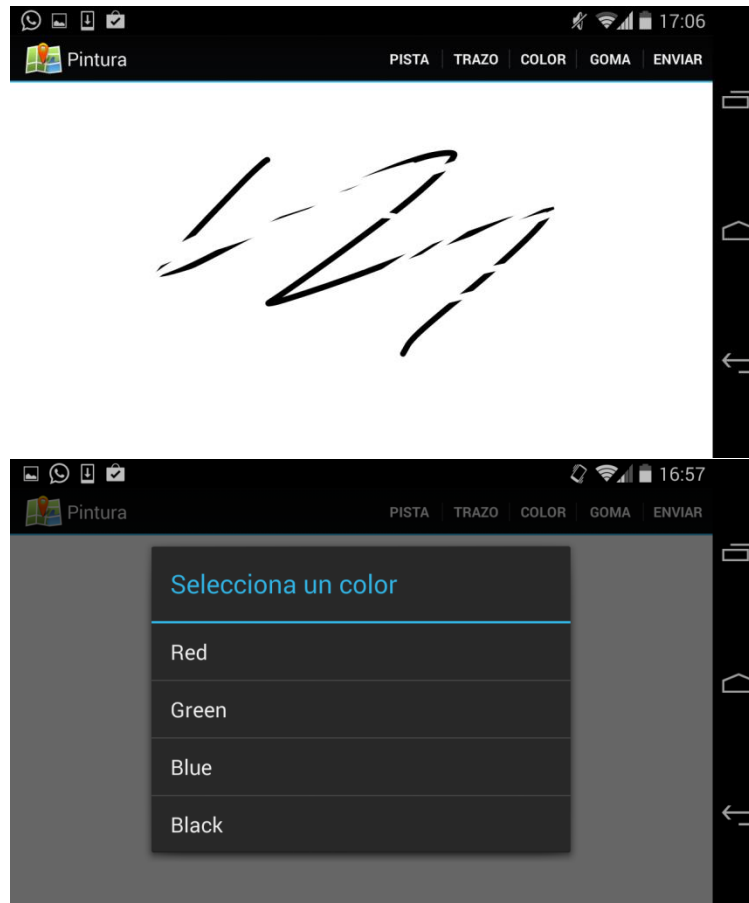 17:06
Pintura PISTA TRAZO COLOR GOMA ENVIAR
16:57
Pintura PISTA TRAZO COLOR GOMA ENVIAR
Selecciona un color
Red
Green
Blue
Black